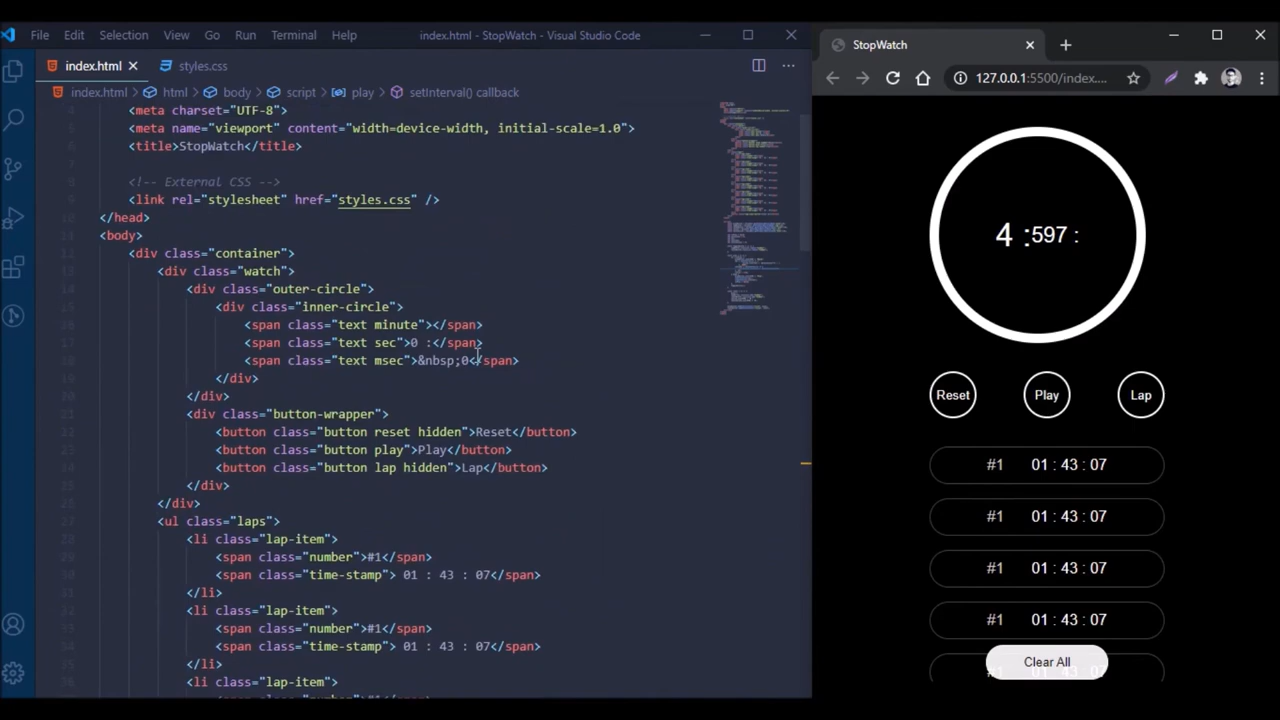 File Edit Selection View Go Run Terminal Help index.html - StopWatch - Visual Studio Code
index.html styles.css
index.html html body script play setInterval() callback
<meta charset="UTF-8"
<meta name="viewport" content="width=device-width, initial-scale=1.0">
<title>StopWatch</title>
<!-- External CSS -->
<link rel="stylesheet" href="styles.css" />
</head>
<body>
<div class="container">
<div class="watch">
<div class="outer-circle">
<div class="inner-circle">
<span class="text minute"></span>
<span class="text sec">0 :</span>
<span class="text msec">&nbsp;0</span>
</div>
</div>
<div class="button-wrapper">
<button class="button reset hidden">Reset</button>
<button class="button play">Play</button>
<button class="button lap hidden">Lap</button>
</div>
</div>
<ul class="laps">
<li class="lap-item">
<span class="number">#1</span>
<span class="time-stamp"> 01 : 43 : 07</span>
</li>
<li class="lap-item">
<span class="number">#1</span>
<span class="time-stamp"> 01 : 43 : 07</span>
</li>
<li class="lap-item">
StopWatch
127.0.0.1:5500/index....
4 :597 :
Reset Play Lap
#1 01 : 43 : 07
#1 01 : 43 : 07
#1 01 : 43 : 07
#1 01 : 43 : 07
Clear All